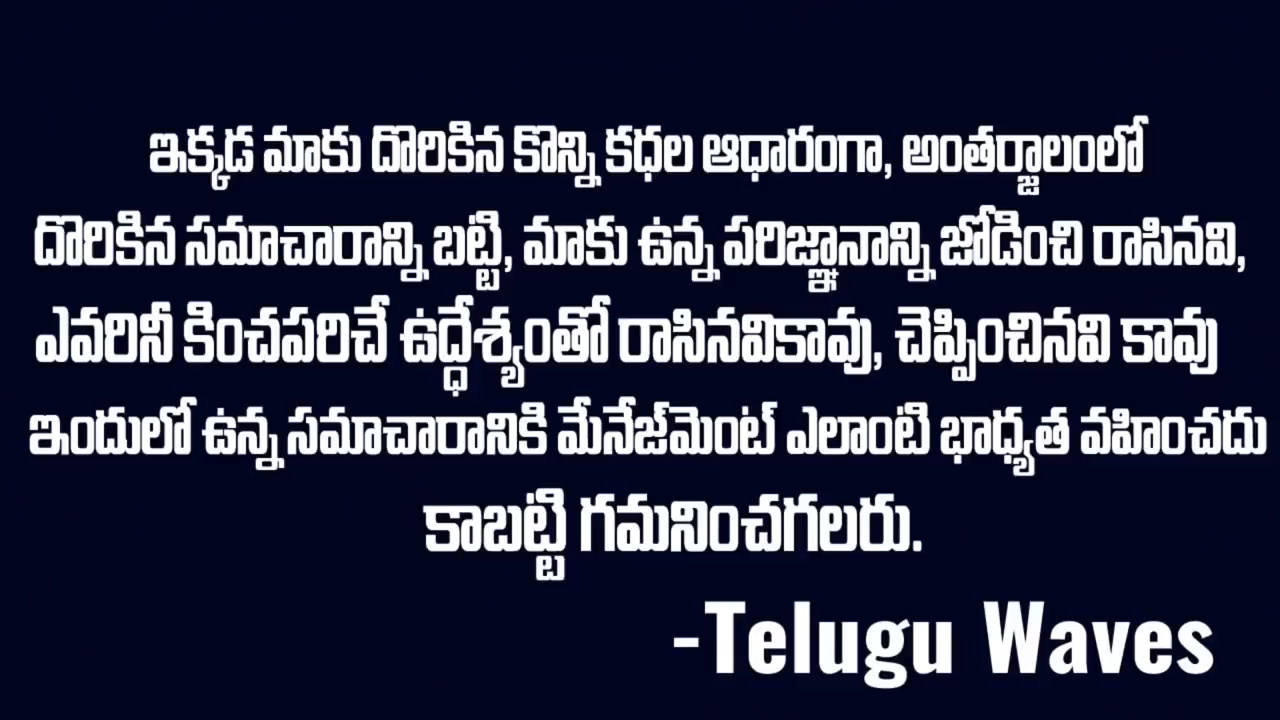 ఇక్కడ మాకు దొరికిన కొన్ని కధల ఆధారంగా, అంతర్జాలంలో
దొరికిన సమాచారాన్ని బట్టి, మాకు ఉన్న పరిజ్ఞానాన్ని జోడించి రాసినవి,
ఎవరినీ కించపరిచే ఉద్ధేశ్యంతో రాసినవికావు, చెప్పించినవి కావు
ఇందులో ఉన్న సమాచారానికి మేనేజ్‌మెంట్ ఎలాంటి భాధ్యత వహించదు
కాబట్టి గమనించగలరు.
-Telugu Waves